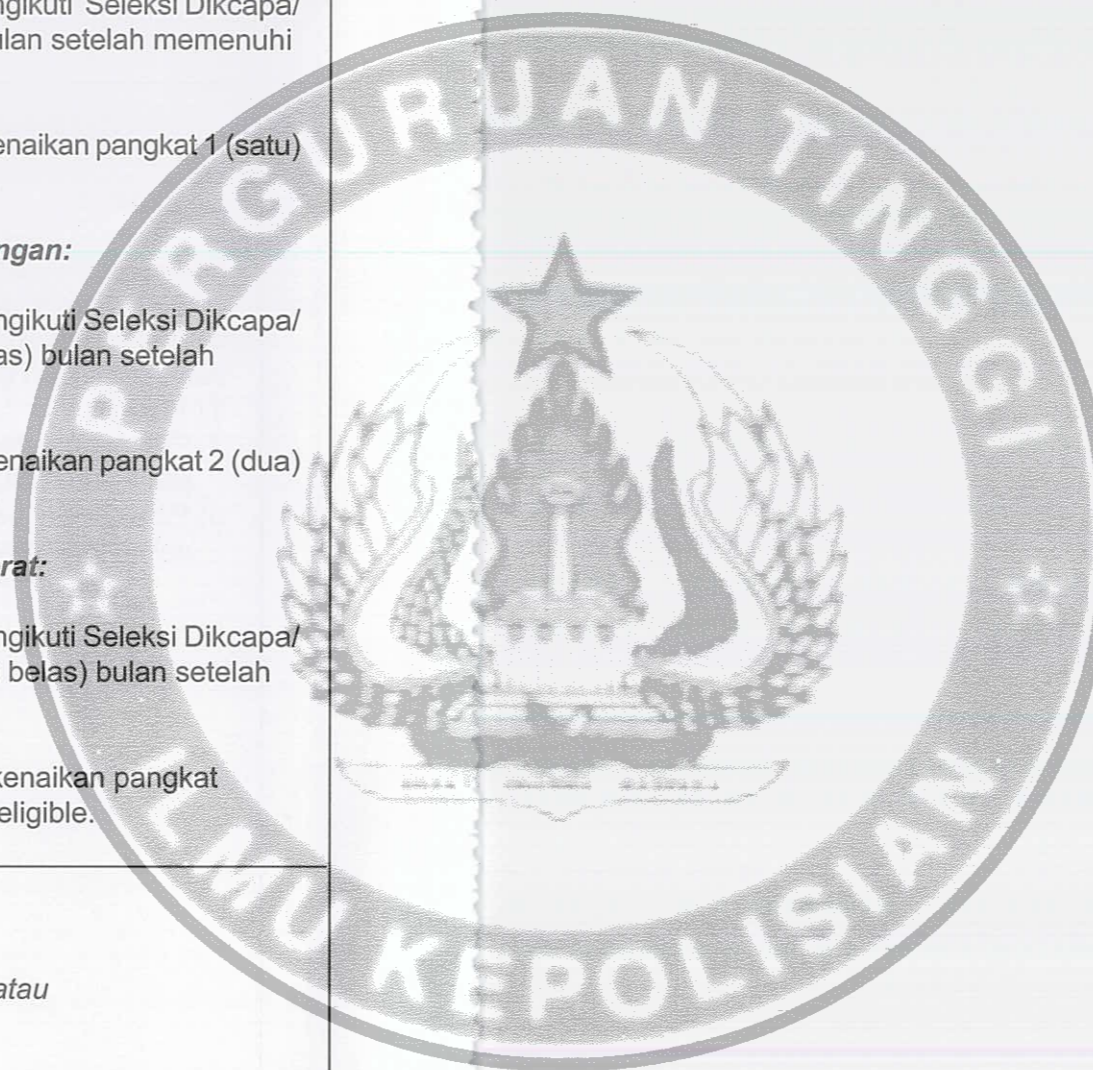 ngikuti Seleksi Dikcapa/
ulan setelah memenuhi
enaikan pangkat 1 (satu)
ngan:
ngikuti Seleksi Dikcapa/
as) bulan setelah
enaikan pangkat 2 (dua)
rat:
ngikuti Seleksi Dikcapa/
belas) bulan setelah
kenaikan pangkat
eligible.
atau
PERGURUAN TINGGI
ILMU KEPOLISIAN